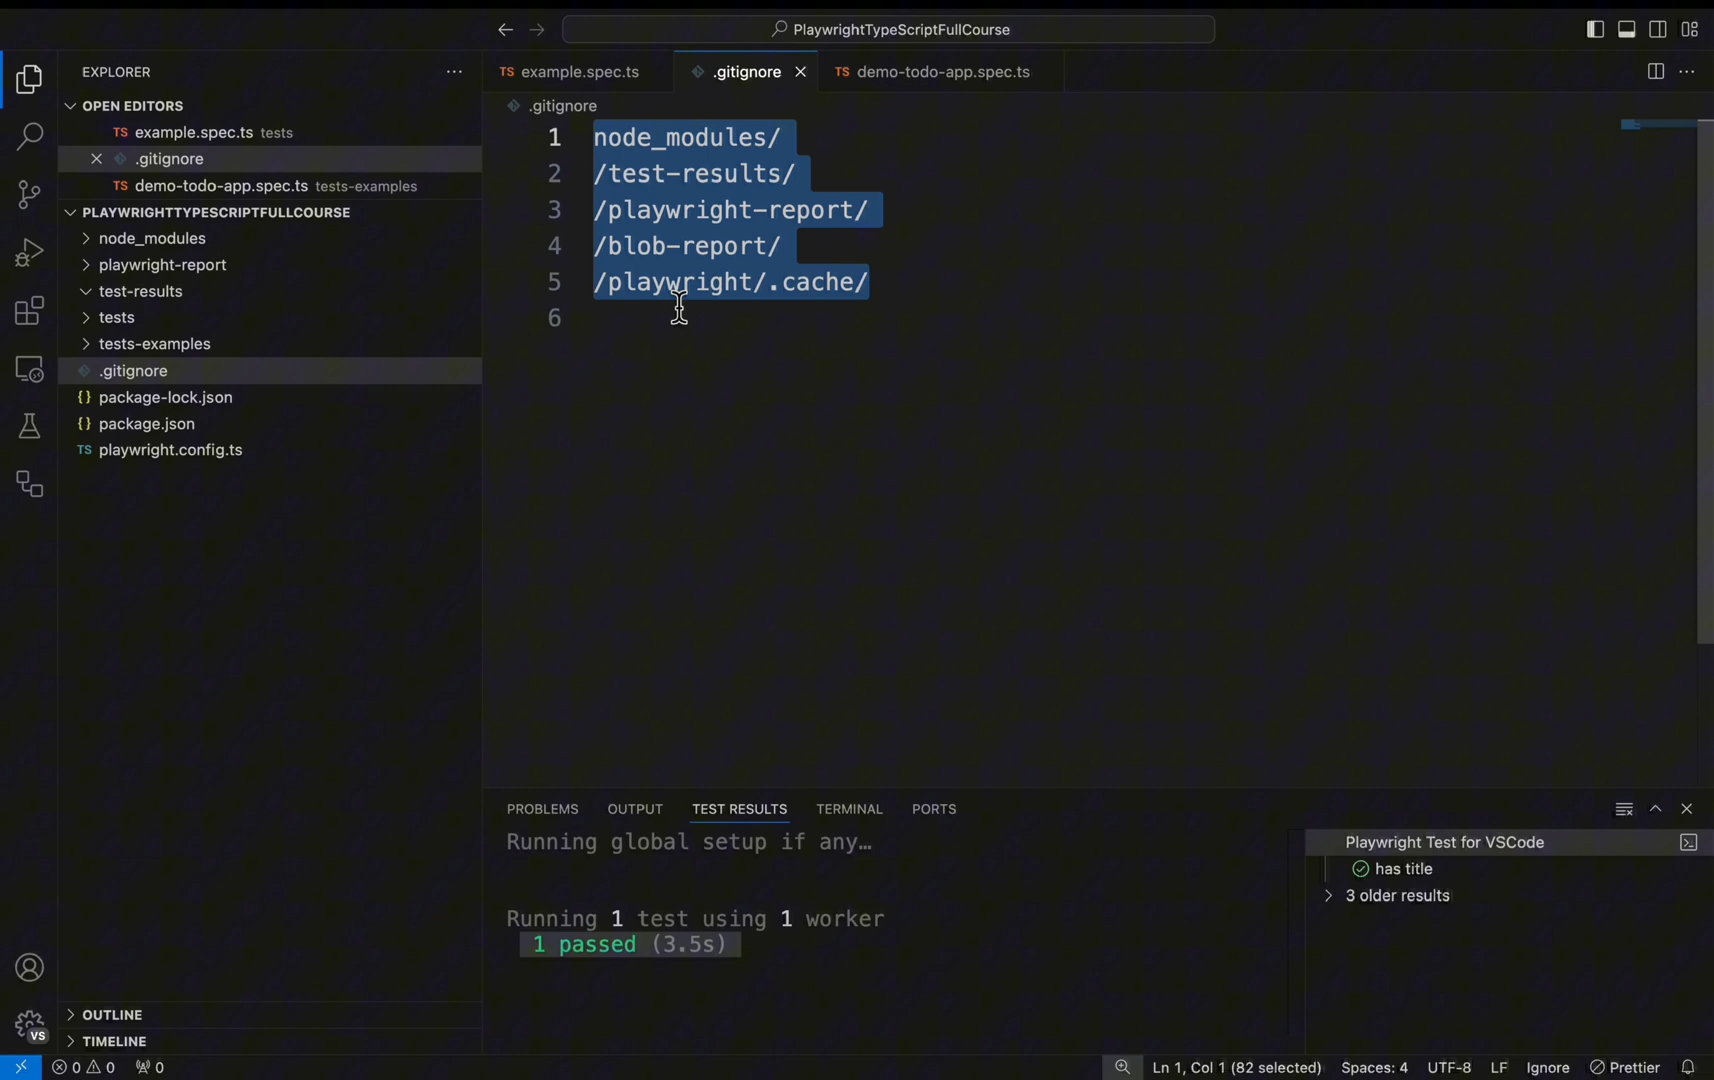 PlaywrightTypeScriptFullCourse
EXPLORER
OPEN EDITORS
TS example.spec.ts tests
.gitignore
TS demo-todo-app.spec.ts tests-examples
PLAYWRIGHTTYPESCRIPTFULLCOURSE
node_modules
playwright-report
test-results
tests
tests-examples
.gitignore
{} package-lock.json
{} package.json
TS playwright.config.ts
OUTLINE
TIMELINE
VS
TS example.spec.ts
.gitignore
TS demo-todo-app.spec.ts
.gitignore
1 node_modules/
2 /test-results/
3 /playwright-report/
4 /blob-report/
5 /playwright/.cache/
6
PROBLEMS OUTPUT TEST RESULTS TERMINAL PORTS
Running global setup if any…
Running 1 test using 1 worker
1 passed (3.5s)
Playwright Test for VSCode
has title
3 older results
0 0 0
Ln 1, Col 1 (82 selected) Spaces: 4 UTF-8 LF Ignore Prettier